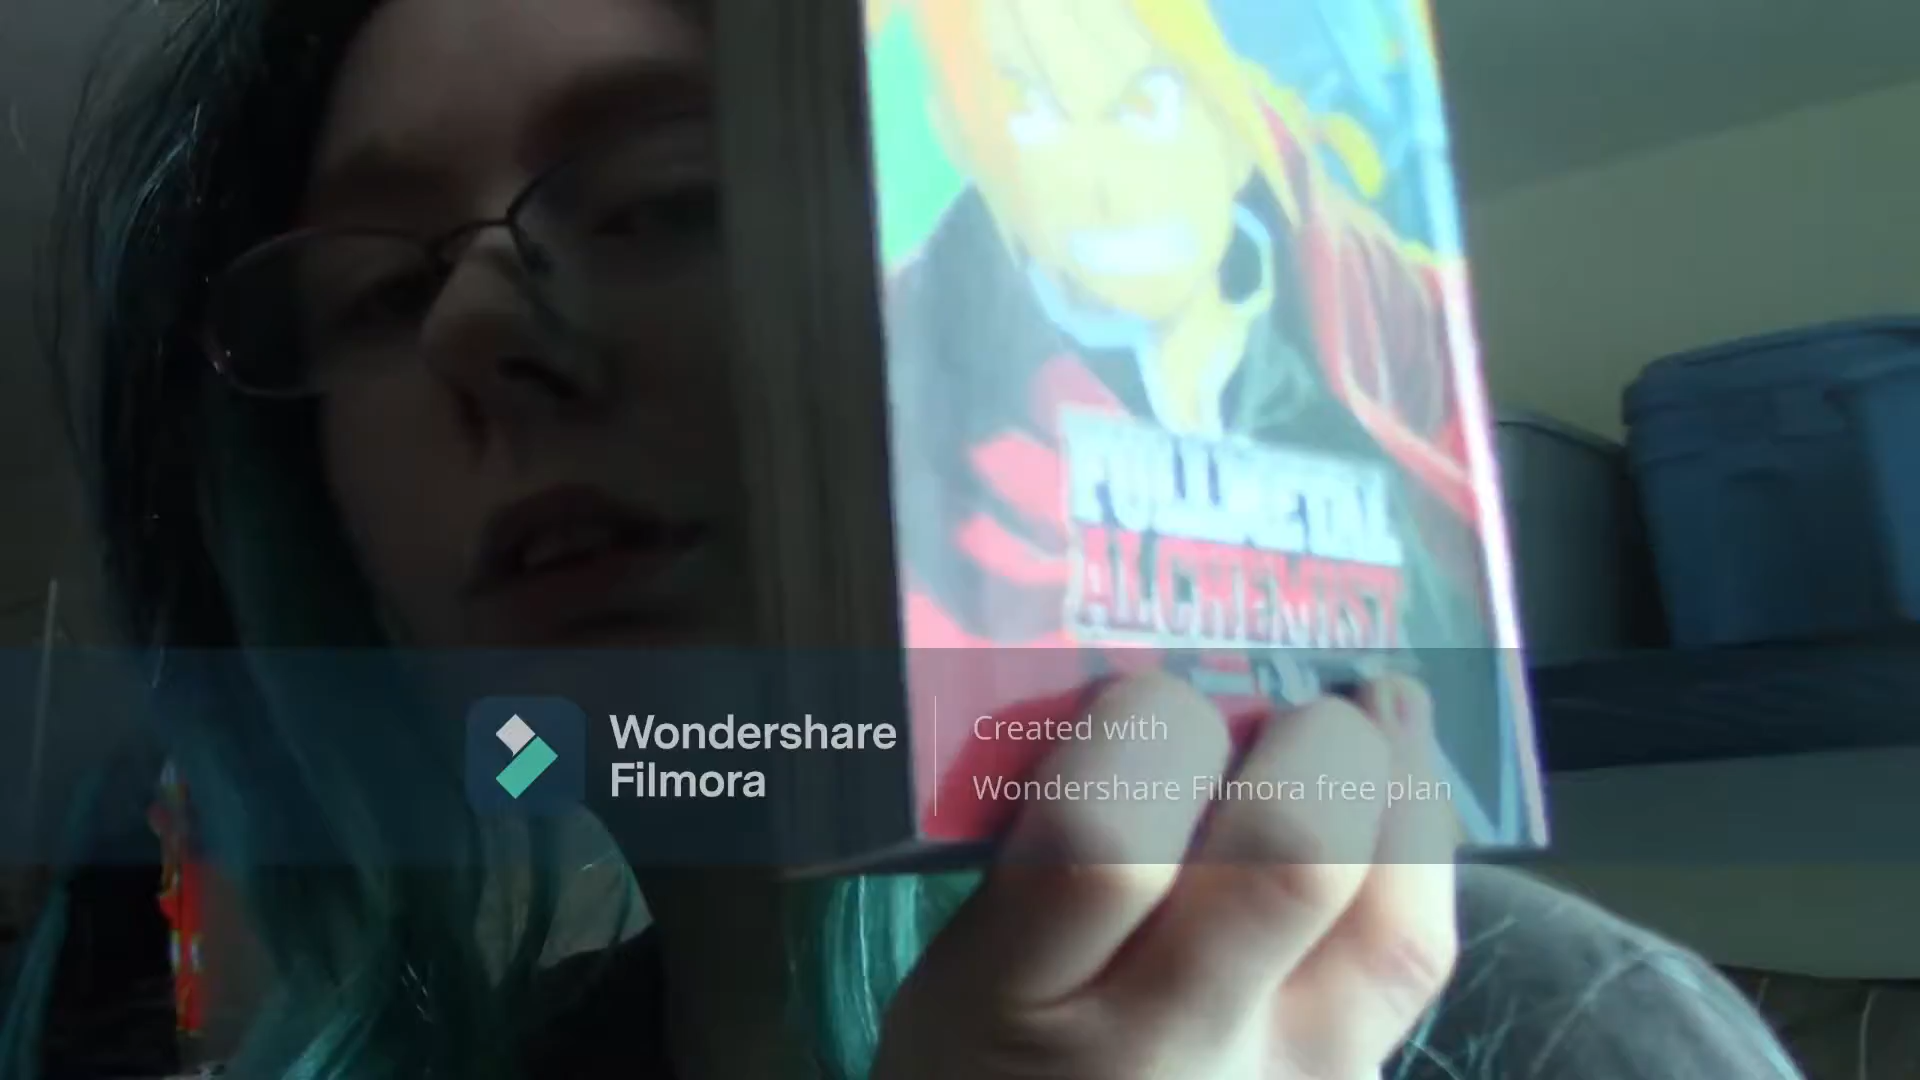 FULLMETAL
ALCHEMIST
Wondershare
Filmora
Created with
Wondershare Filmora free plan